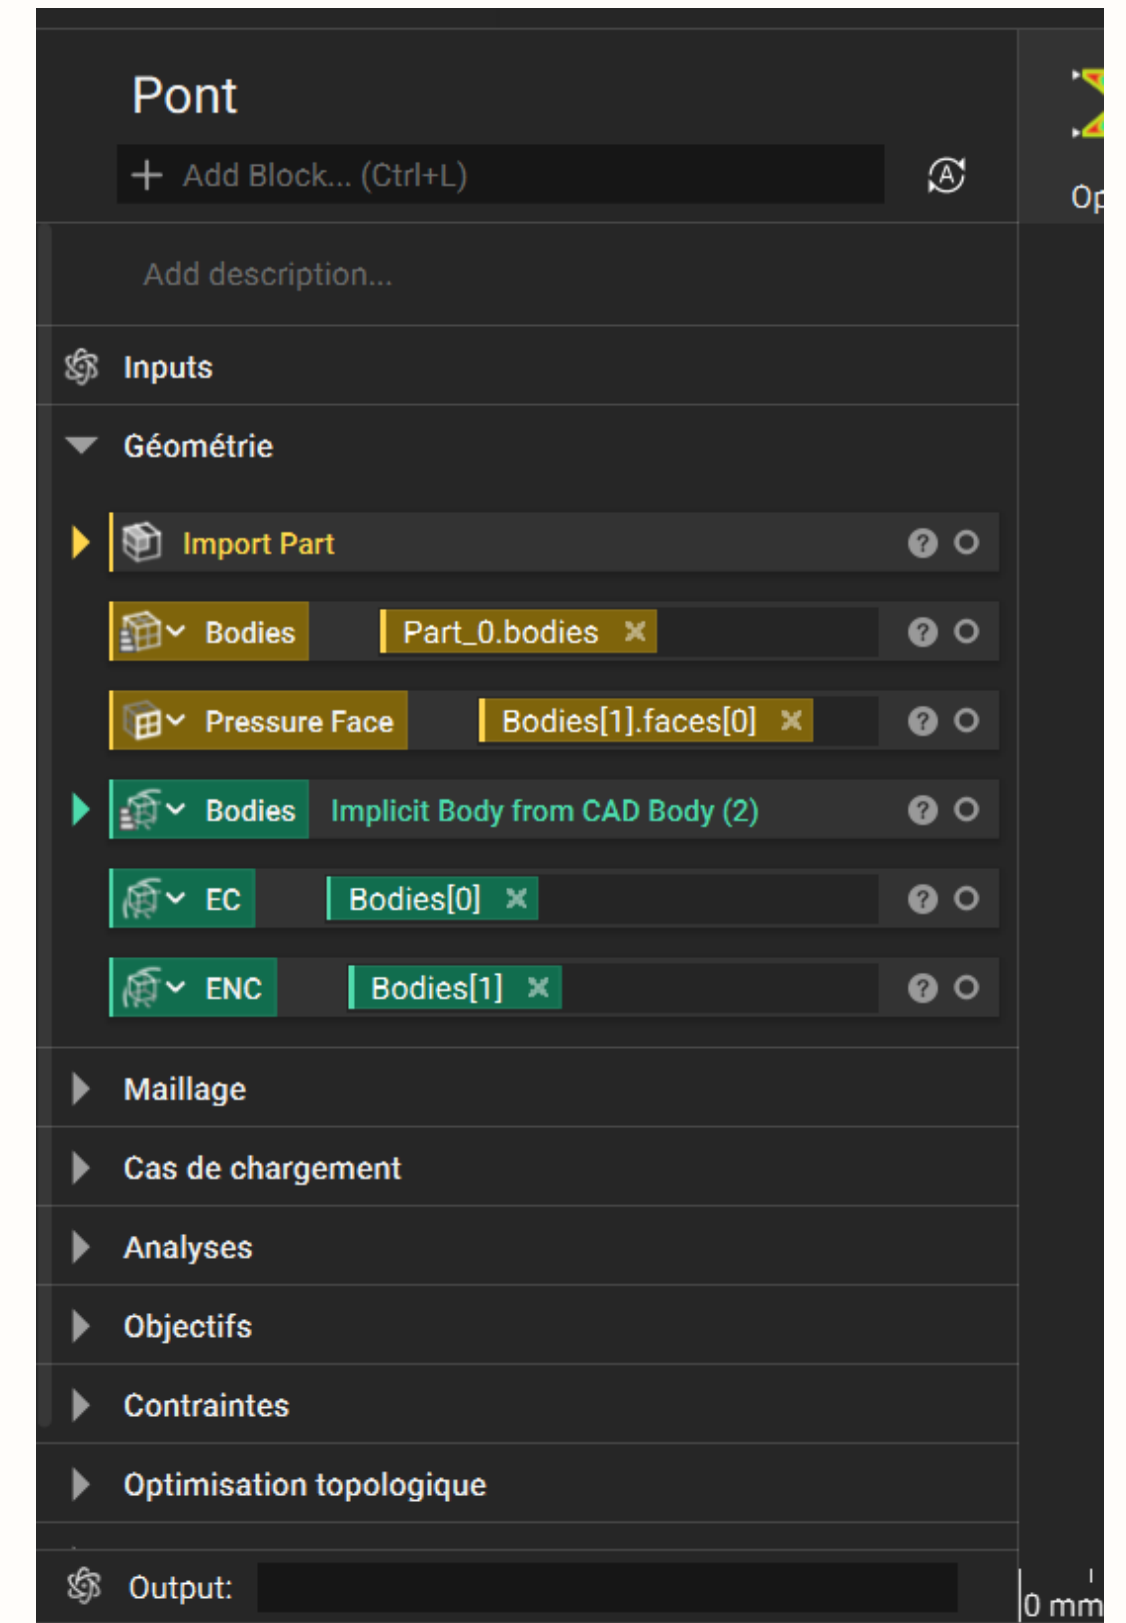 Pont
Add Block... (Ctrl+L)
Op
Add description...
Inputs
Géométrie
Import Part
Bodies Part_0.bodies
Pressure Face Bodies[1].faces[0]
Bodies Implicit Body from CAD Body (2)
EC Bodies[0]
ENC Bodies[1]
Maillage
Cas de chargement
Analyses
Objectifs
Contraintes
Optimisation topologique
Output:
0 mm